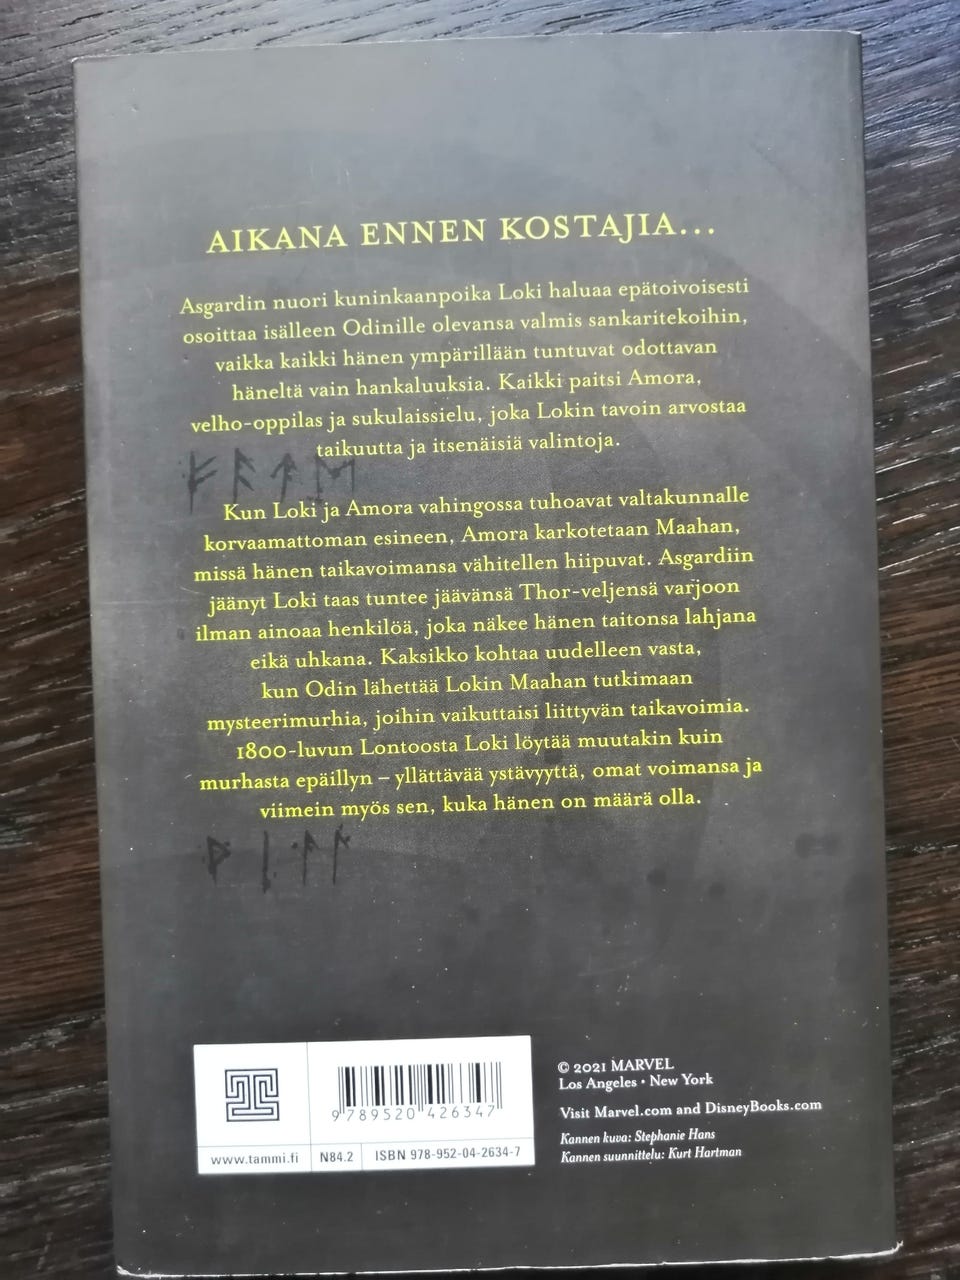 AIKANA ENNEN KOSTAJIA...
Asgardin nuori kuninkaanpoika Loki haluaa epätoivoisesti
osoittaa isälleen Odinille olevansa valmis sankaritekoihin,
vaikka kaikki hänen ympärillään tuntuvat odottavan
häneltä vain hankaluuksia. Kaikki paitsi Amora,
velho-oppilas ja sukulaissielu, joka Lokin tavoin arvostaa
taikuutta ja itsenäisiä valintoja.
ᚠᚨᛏᛖ
Kun Loki ja Amora vahingossa tuhoavat valtakunnalle
korvaamattoman esineen, Amora karkotetaan Maahan,
missä hänen taikavoimansa vähitellen hiipuvat. Asgardiin
jäänyt Loki taas tuntee jäävänsä Thor-veljensä varjoon
ilman ainoaa henkilöä, joka näkee hänen taitonsa lahjana
eikä uhkana. Kaksikko kohtaa uudelleen vasta,
kun Odin lähettää Lokin Maahan tutkimaan
mysteerimurhia, joihin vaikuttaisi liittyvän taikavoimia.
1800-luvun Lontoosta Loki löytää muutakin kuin
murhasta epäillyn – yllättävää ystävyyttä, omat voimansa ja
viimein myös sen, kuka hänen on määrä olla.
ᚹᛁᛚᛚ
9 789520 426347
www.tammi.fi N84.2 ISBN 978-952-04-2634-7
© 2021 MARVEL
Los Angeles • New York
Visit Marvel.com and DisneyBooks.com
Kannen kuva: Stephanie Hans
Kannen suunnittelu: Kurt Hartman